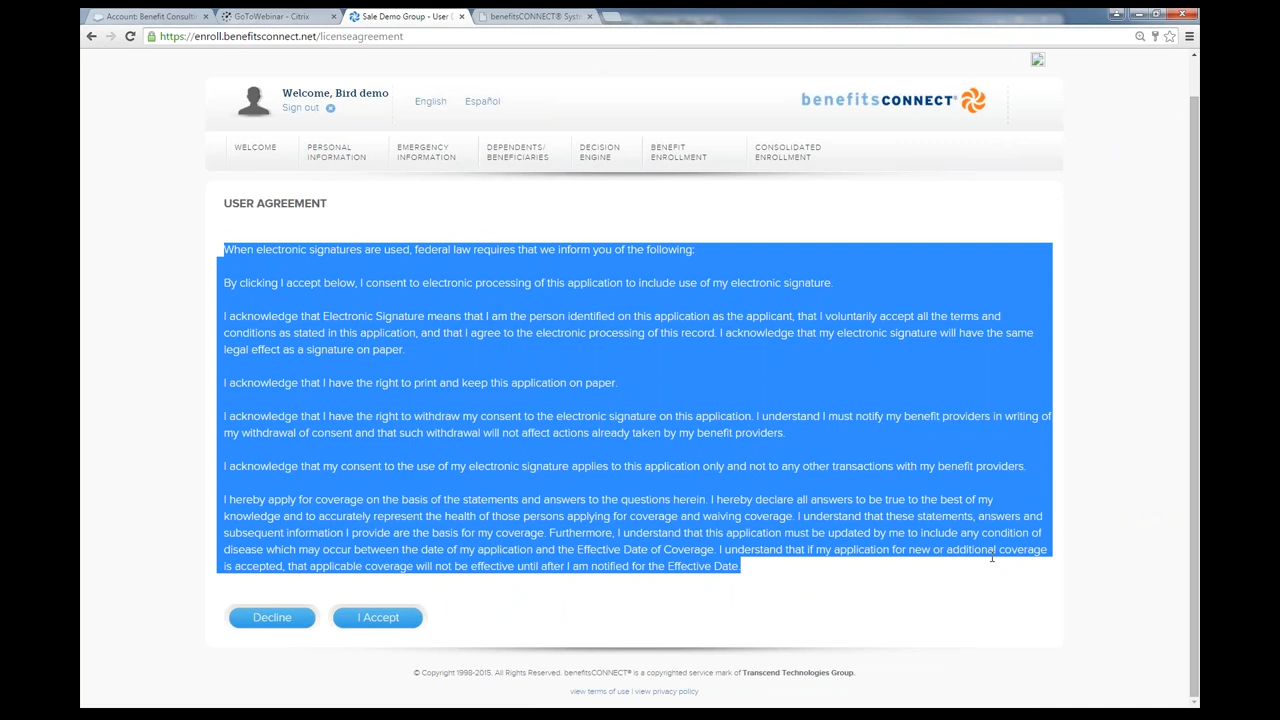 Account: Benefit Consulti
GoToWebinar - Citrix
Sale Demo Group - User
benefitsCONNECT® Syst
https://enroll.benefitsconnect.net/licenseagreement
Welcome, Bird demo
Sign out
English
Español
benefitsCONNECT®
WELCOME
PERSONAL
INFORMATION
EMERGENCY
INFORMATION
DEPENDENTS/
BENEFICIARIES
DECISION
ENGINE
BENEFIT
ENROLLMENT
CONSOLIDATED
ENROLLMENT
USER AGREEMENT
When electronic signatures are used, federal law requires that we inform you of the following:
By clicking I accept below, I consent to electronic processing of this application to include use of my electronic signature.
I acknowledge that Electronic Signature means that I am the person identified on this application as the applicant, that I voluntarily accept all the terms and
conditions as stated in this application, and that I agree to the electronic processing of this record. I acknowledge that my electronic signature will have the same
legal effect as a signature on paper.
I acknowledge that I have the right to print and keep this application on paper.
I acknowledge that I have the right to withdraw my consent to the electronic signature on this application. I understand I must notify my benefit providers in writing of
my withdrawal of consent and that such withdrawal will not affect actions already taken by my benefit providers.
I acknowledge that my consent to the use of my electronic signature applies to this application only and not to any other transactions with my benefit providers.
I hereby apply for coverage on the basis of the statements and answers to the questions herein. I hereby declare all answers to be true to the best of my
knowledge and to accurately represent the health of those persons applying for coverage and waiving coverage. I understand that these statements, answers and
subsequent information I provide are the basis for my coverage. Furthermore, I understand that this application must be updated by me to include any condition of
disease which may occur between the date of my application and the Effective Date of Coverage. I understand that if my application for new or additional coverage
is accepted, that applicable coverage will not be effective until after I am notified for the Effective Date.
Decline
I Accept
© Copyright 1998-2015. All Rights Reserved. benefitsCONNECT® is a copyrighted service mark of Transcend Technologies Group.
view terms of use | view privacy policy